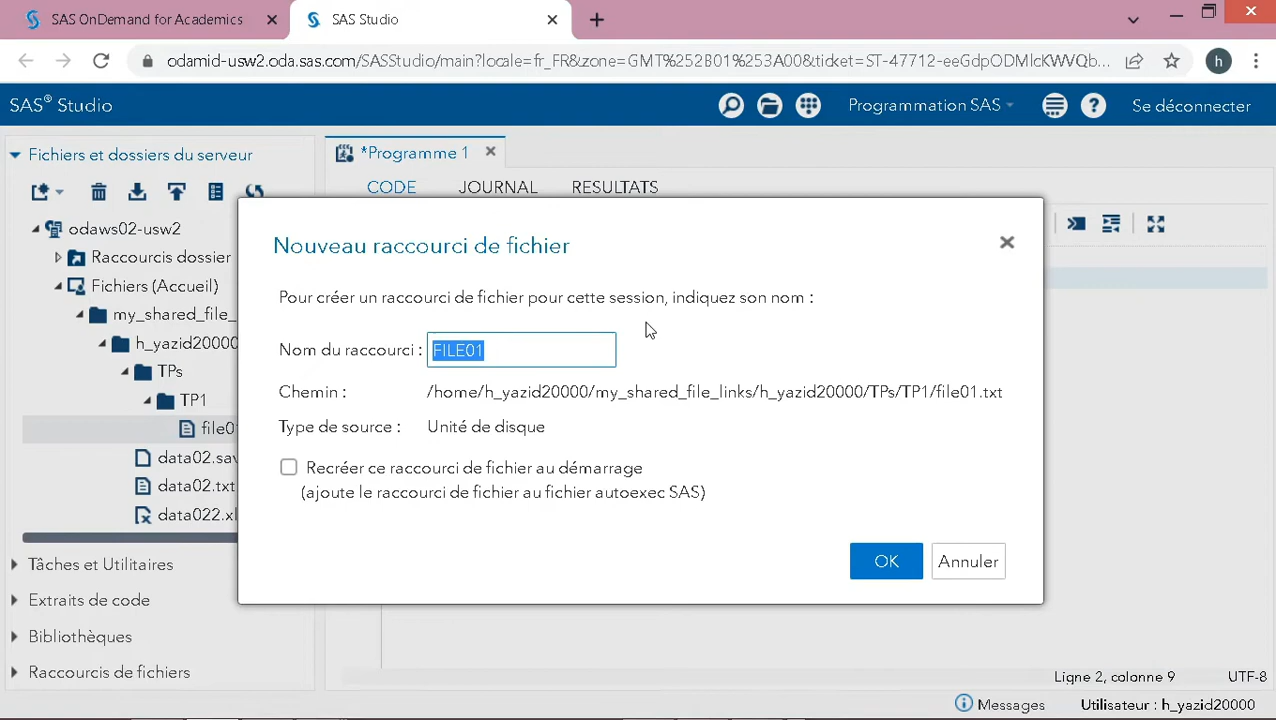 SAS OnDemand for Academics
SAS Studio
odamid-usw2.oda.sas.com/SASStudio/main?locale=fr_FR&zone=GMT%252B01%253A00&ticket=ST-47712-eeGdpODMlcKWVQb...
h
SAS® Studio
Programmation SAS
?
Se déconnecter
Fichiers et dossiers du serveur
*Programme 1
CODE
JOURNAL
RESULTATS
odaws02-usw2
Raccourcis dossier
Fichiers (Accueil)
my_shared_file_
h_yazid20000
TPs
TP1
file0
data02.sav
data02.txt
data022.xl
Tâches et Utilitaires
Extraits de code
Bibliothèques
Raccourcis de fichiers
Nouveau raccourci de fichier
Pour créer un raccourci de fichier pour cette session, indiquez son nom :
Nom du raccourci : FILE01
Chemin : /home/h_yazid20000/my_shared_file_links/h_yazid20000/TPs/TP1/file01.txt
Type de source : Unité de disque
Recréer ce raccourci de fichier au démarrage
(ajoute le raccourci de fichier au fichier autoexec SAS)
OK
Annuler
Ligne 2, colonne 9
UTF-8
Messages
Utilisateur : h_yazid20000